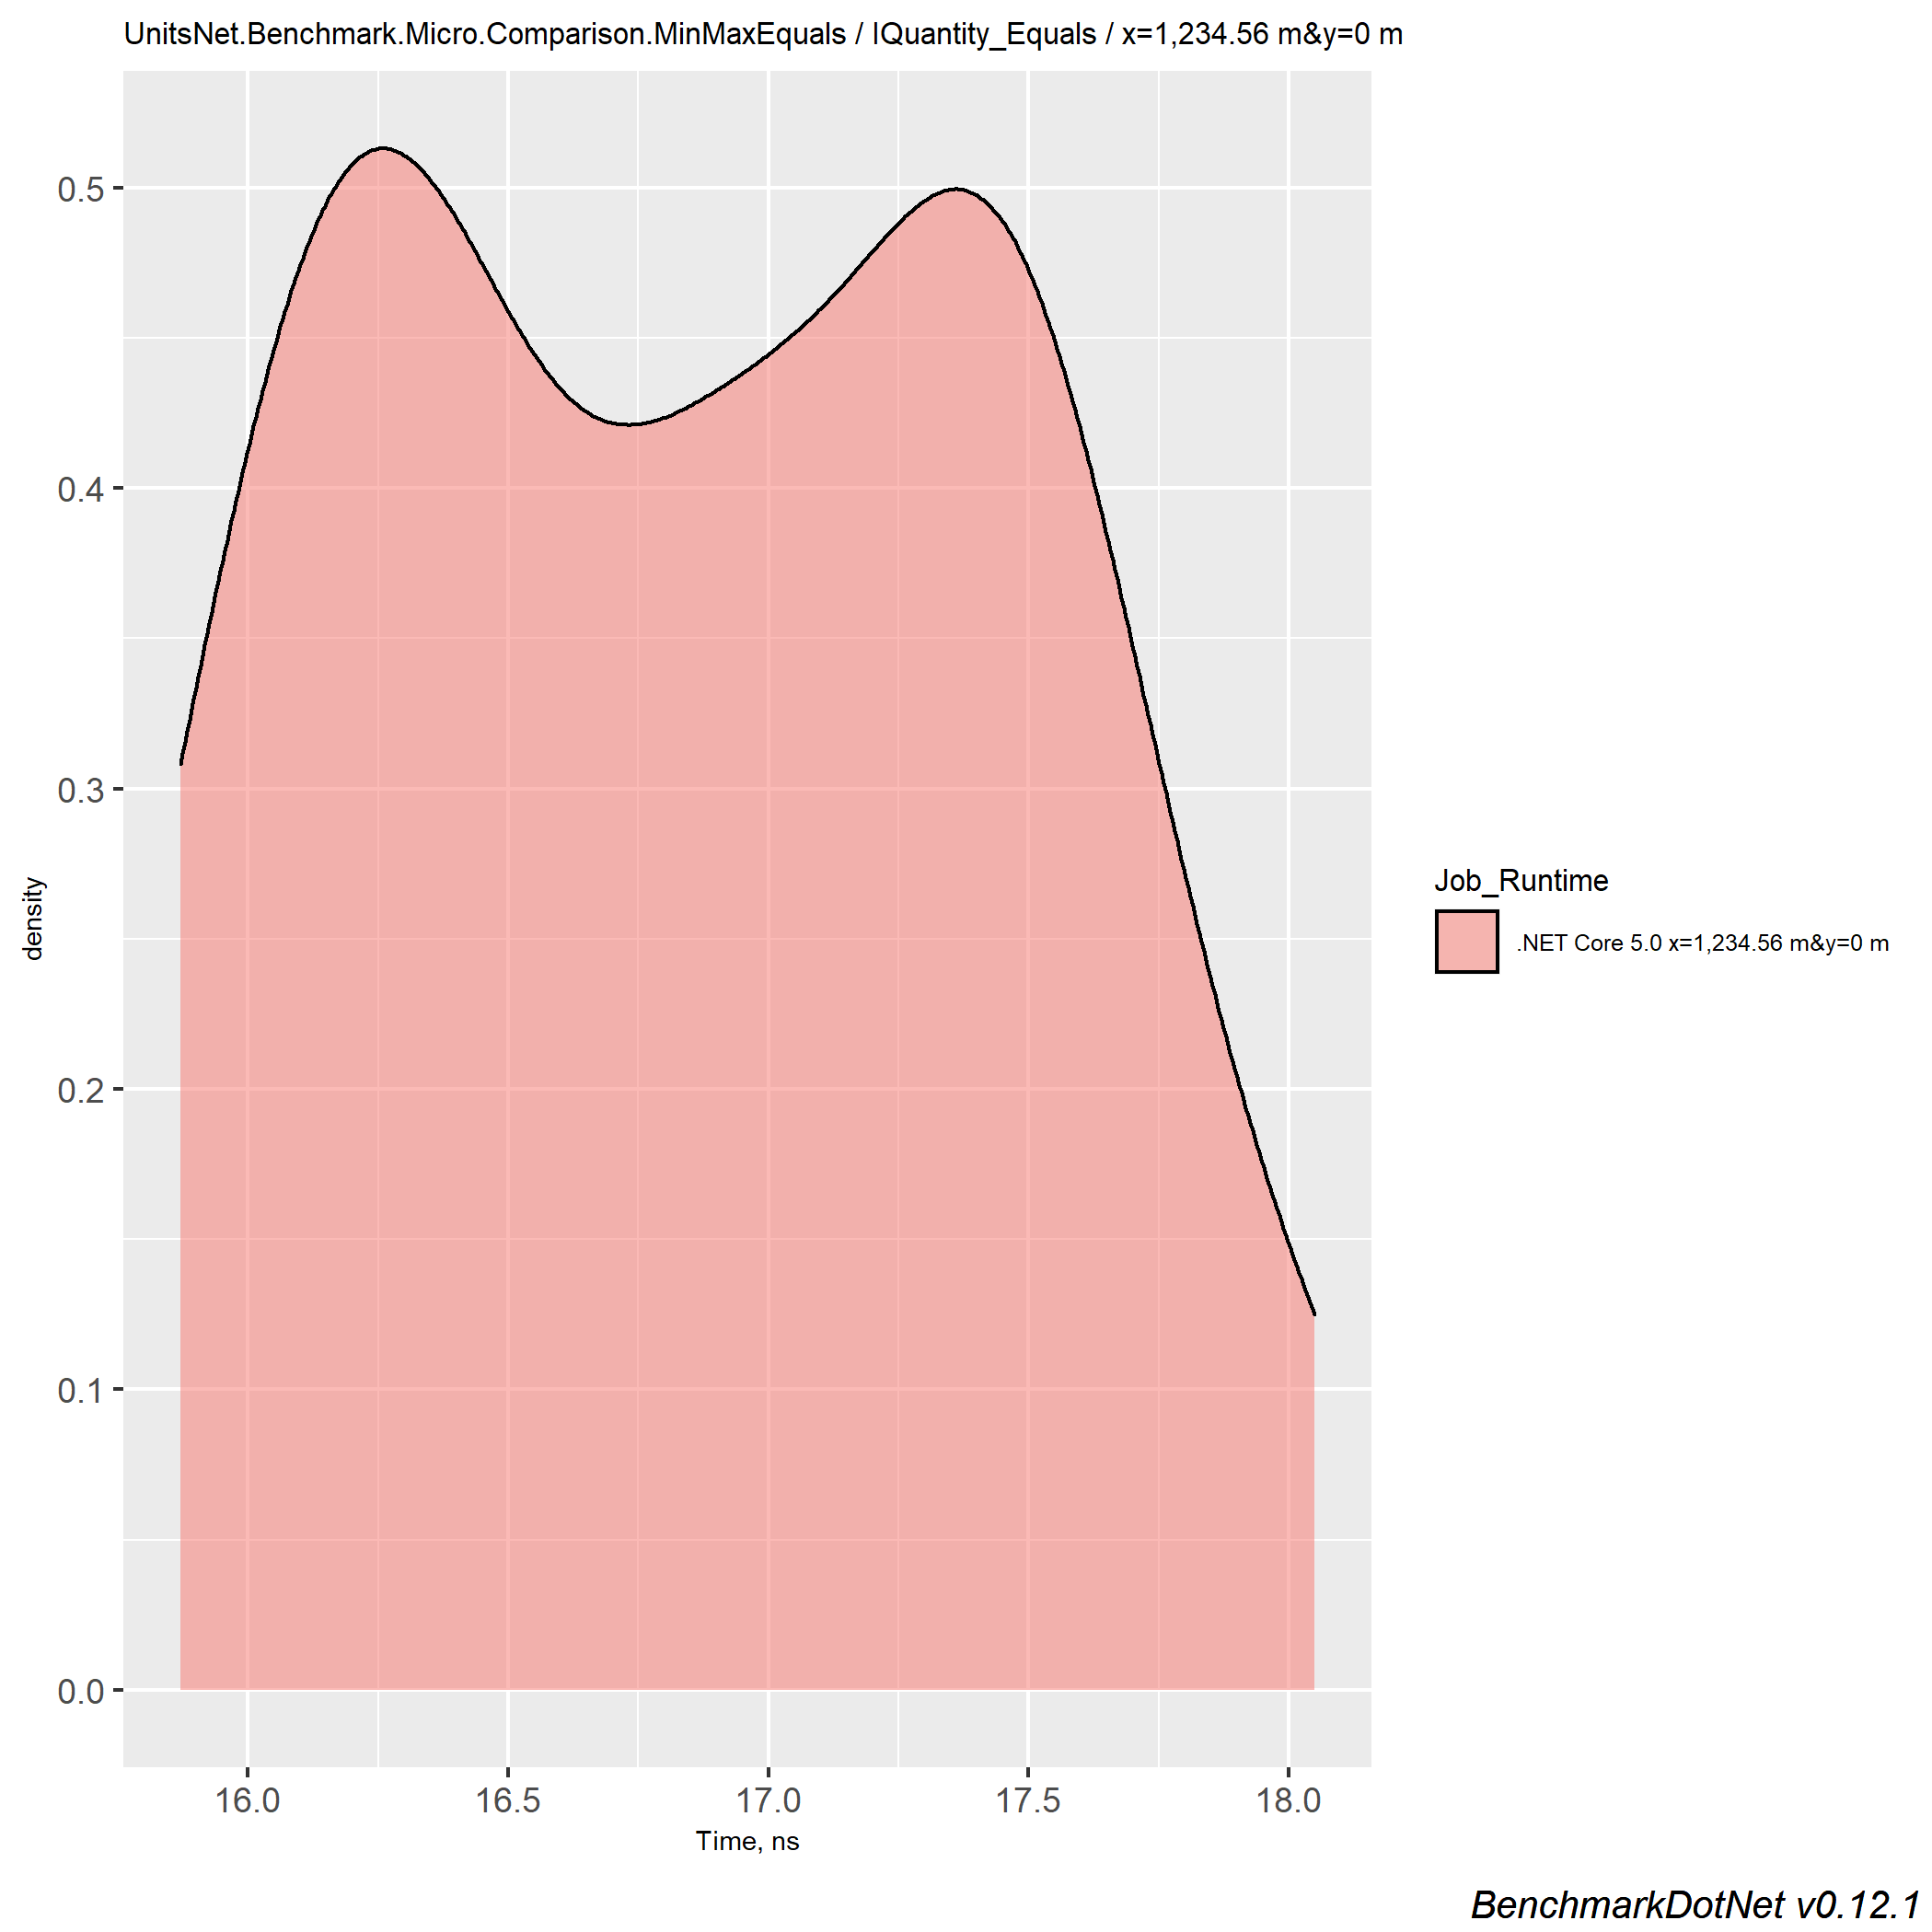 UnitsNet.Benchmark.Micro.Comparison.MinMaxEquals / IQuantity_Equals / x=1,234.56 m&y=0 m
0.5
0.4
0.3
0.2
0.1
0.0
density
16.0 16.5 17.0 17.5 18.0
Time, ns
Job_Runtime
.NET Core 5.0 x=1,234.56 m&y=0 m
BenchmarkDotNet v0.12.1